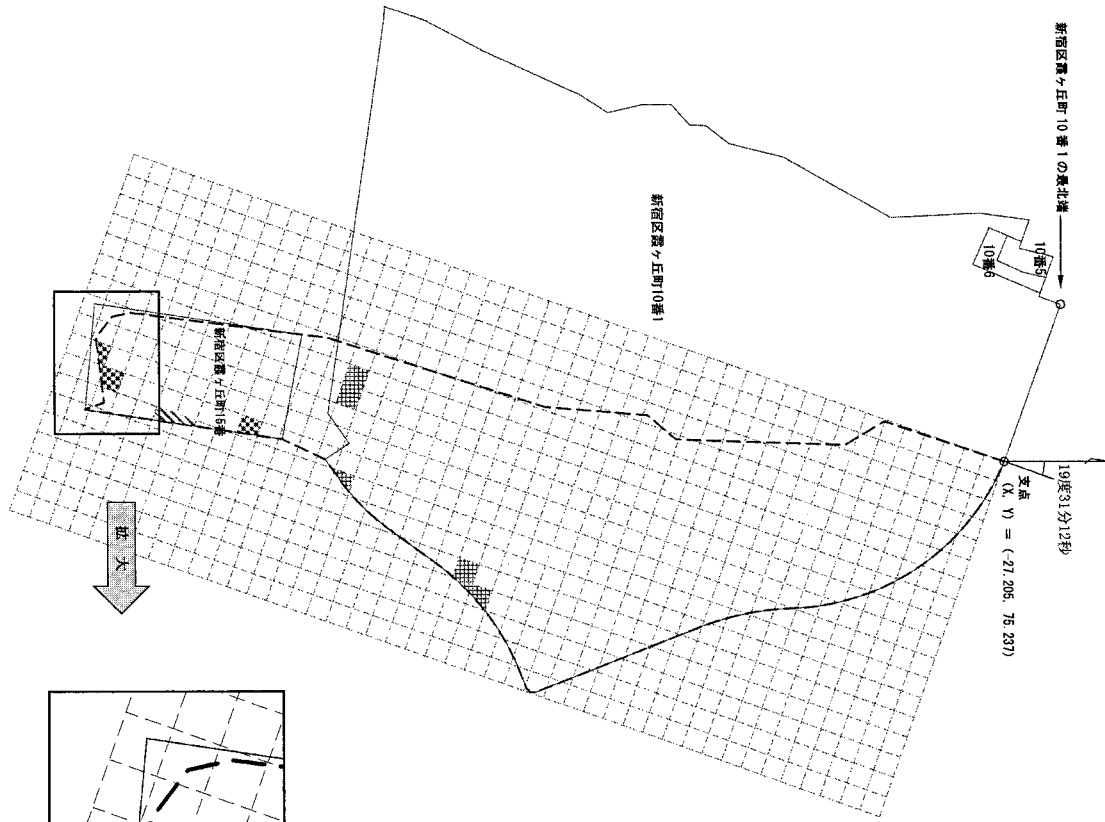 新宿区霞ヶ丘町10番1の最北端
10番5
10番6
新宿区霞ヶ丘町10番1
19度31分12秒
支点
(X, Y) = (-27.205, 75.237)
新宿区霞ヶ丘町15番
拡大